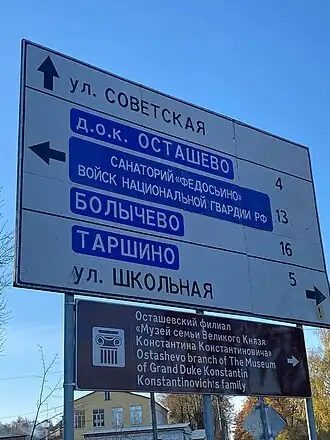 ул. СОВЕТСКАЯ
д.о.к. ОСТАШЕВО 4
САНАТОРИЙ «ФЕДОСЬИНО»
ВОЙСК НАЦИОНАЛЬНОЙ ГВАРДИИ РФ 13
БОЛЫЧЕВО 16
ТАРШИНО 5
ул. ШКОЛЬНАЯ
Осташевский филиал
«Музей семьи Великого Князя
Константина Константиновича»
Ostashevo branch of The Museum
of Grand Duke Konstantin
Konstantinovich's family